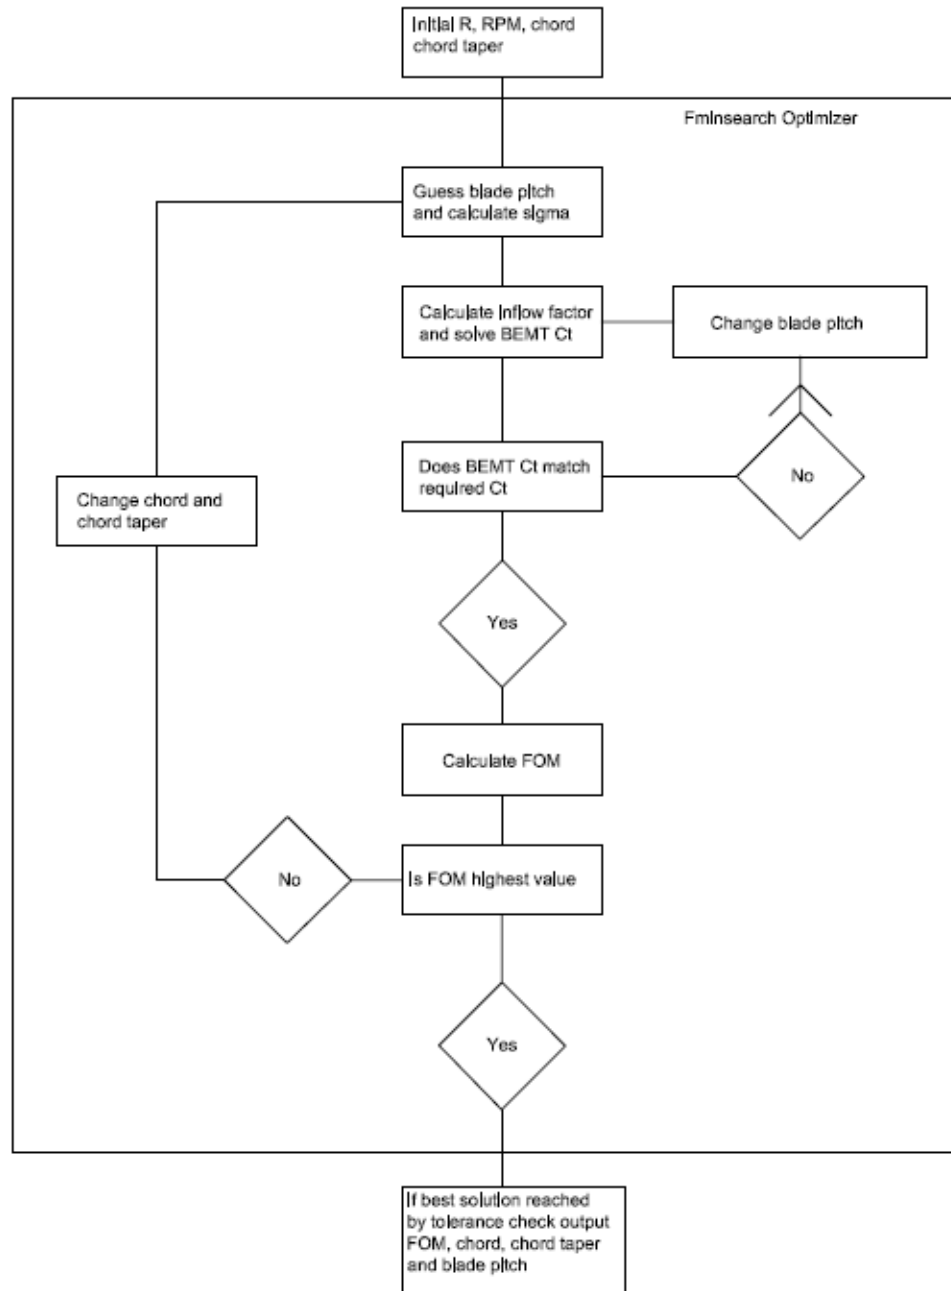 Initial R, RPM, chord
chord taper
Fminsearch Optimizer
Guess blade pitch
and calculate sigma
Calculate inflow factor
and solve BEMT Ct
Change blade pitch
Does BEMT Ct match
required Ct
No
Change chord and
chord taper
Yes
Calculate FOM
No
Is FOM highest value
Yes
If best solution reached
by tolerance check output
FOM, chord, chord taper
and blade pitch